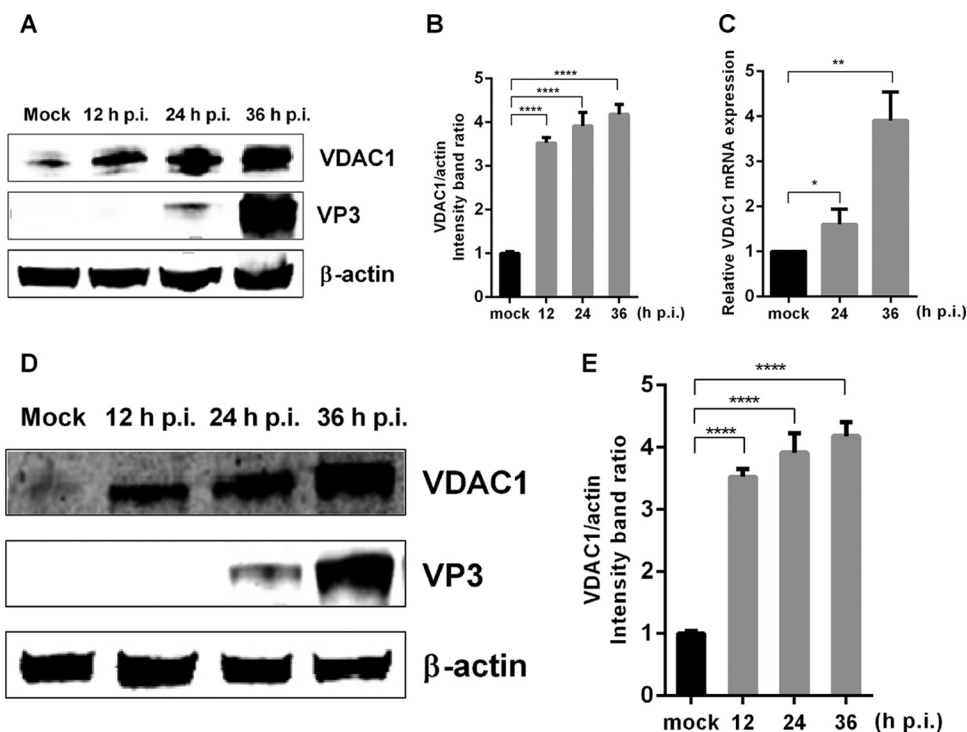 A
Mock 12 h p.i. 24 h p.i. 36 h p.i.
VDAC1
VP3
β-actin
B
VDAC1/actin
Intensity band ratio
5
4
3
2
1
0
****
****
****
mock 12 24 36 (h p.i.)
C
Relative VDAC1 mRNA expression
5
4
3
2
1
0
**
*
mock 24 36 (h p.i.)
D
Mock 12 h p.i. 24 h p.i. 36 h p.i.
VDAC1
VP3
β-actin
E
VDAC1/actin
Intensity band ratio
5
4
3
2
1
0
****
****
****
mock 12 24 36 (h p.i.)